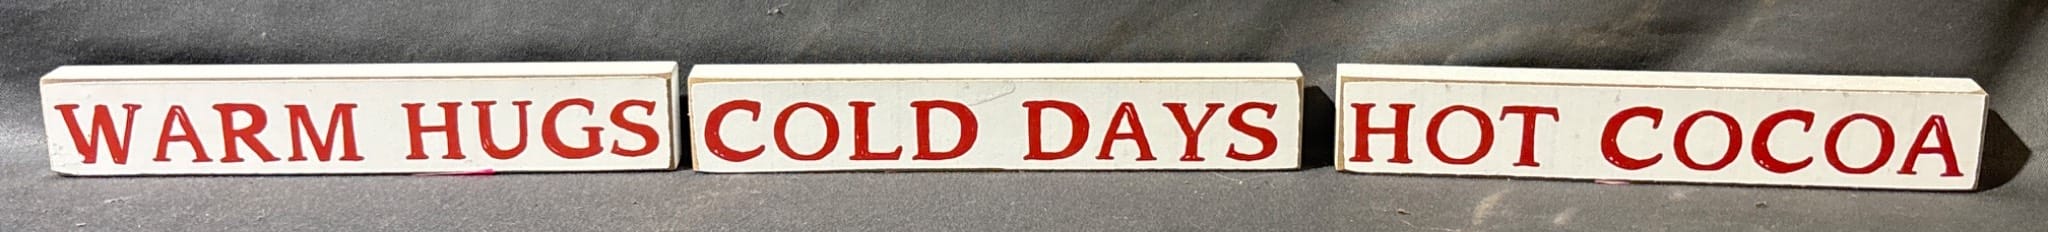 WARM HUGS
COLD DAYS
HOT COCOA